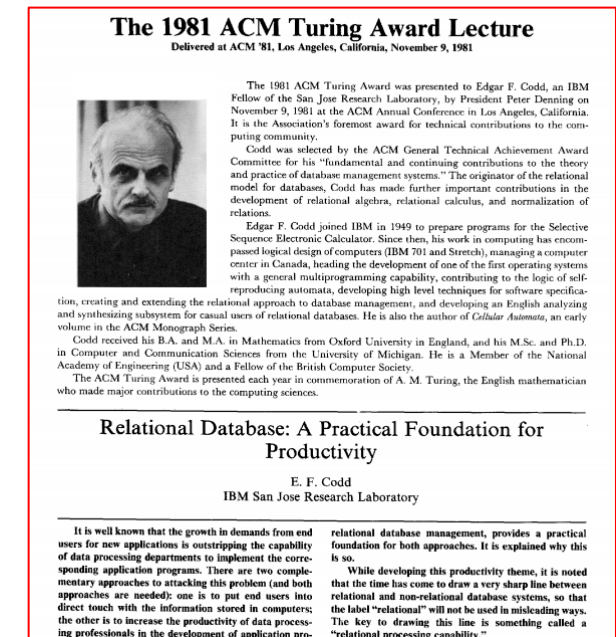 The 1981 ACM Turing Award Lecture
Delivered at ACM '81, Los Angeles, California, November 9, 1981
The 1981 ACM Turing Award was presented to Edgar F. Codd, an IBM
Fellow of the San Jose Research Laboratory, by President Peter Denning on
November 9, 1981 at the ACM Annual Conference in Los Angeles, California.
It is the Association's foremost award for technical contributions to the com-
puting community.
Codd was selected by the ACM General Technical Achievement Award
Committee for his "fundamental and continuing contributions to the theory
and practice of database management systems." The originator of the relational
model for databases, Codd has made further important contributions in the
development of relational algebra, relational calculus, and normalization of
relations.
Edgar F. Codd joined IBM in 1949 to prepare programs for the Selective
Sequence Electronic Calculator. Since then, his work in computing has encom-
passed logical design of computers (IBM 701 and Stretch), managing a computer
center in Canada, heading the development of one of the first operating systems
with a general multiprogramming capability, contributing to the logic of self-
reproducing automata, developing high level techniques for software specifica-
tion, creating and extending the relational approach to database management, and developing an English analyzing
and synthesizing subsystem for casual users of relational databases. He is also the author of Cellular Automata, an early
volume in the ACM Monograph Series.
Codd received his B.A. and M.A. in Mathematics from Oxford University in England, and his M.Sc. and Ph.D.
in Computer and Communication Sciences from the University of Michigan. He is a Member of the National
Academy of Engineering (USA) and a Fellow of the British Computer Society.
The ACM Turing Award is presented each year in commemoration of A. M. Turing, the English mathematician
who made major contributions to the computing sciences.
Relational Database: A Practical Foundation for
Productivity
E. F. Codd
IBM San Jose Research Laboratory
It is well known that the growth in demands from end
users for new applications is outstripping the capability
of data processing departments to implement the corre-
sponding application programs. There are two comple-
mentary approaches to attacking this problem (and both
approaches are needed): one is to put end users into
direct touch with the information stored in computers;
the other is to increase the productivity of data process-
ing professionals in the development of application pro-
relational database management, provides a practical
foundation for both approaches. It is explained why this
is so.
While developing this productivity theme, it is noted
that the time has come to draw a very sharp line between
relational and non-relational database systems, so that
the label "relational" will not be used in misleading ways.
The key to drawing this line is something called a
"relational processing capability."